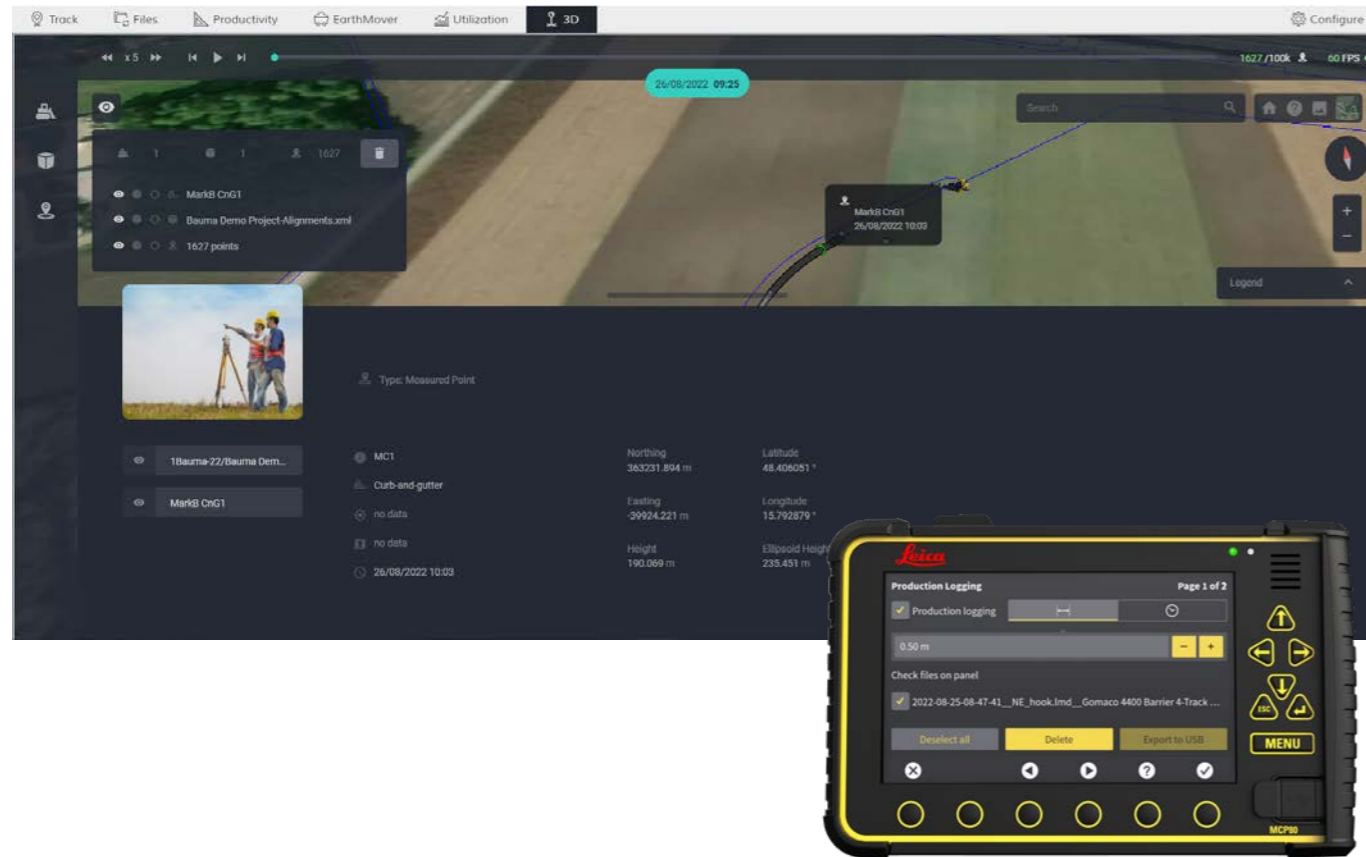 Track Files Productivity EarthMover Utilization 3D Configure
x 5 1627/100k 60 FPS
26/08/2022 09:25
Search
1 1 1627
MarkB CnG1
Bauma Demo Project-Alignments.xml
1627 points
MarkB CnG1
26/08/2022 10:03
Legend
Type: Measured Point
1Bauma-22/Bauma Dem...
MarkB CnG1
MC1
Curb-and-gutter
no data
no data
26/08/2022 10:03
Northing
363231.894 m
Latitude
48.406051 °
Easting
-39924.221 m
Longitude
15.792879 °
Height
190.069 m
Ellipsoid Height
235.451 m
Leica
Production Logging Page 1 of 2
Production logging
0.50 m - +
Check files on panel
2022-08-25-08-47-41__NE_hook.lmd__Gomaco 4400 Barrier 4-Track ...
Deselect all Delete Export to USB
?
ESC
MENU
MCP80